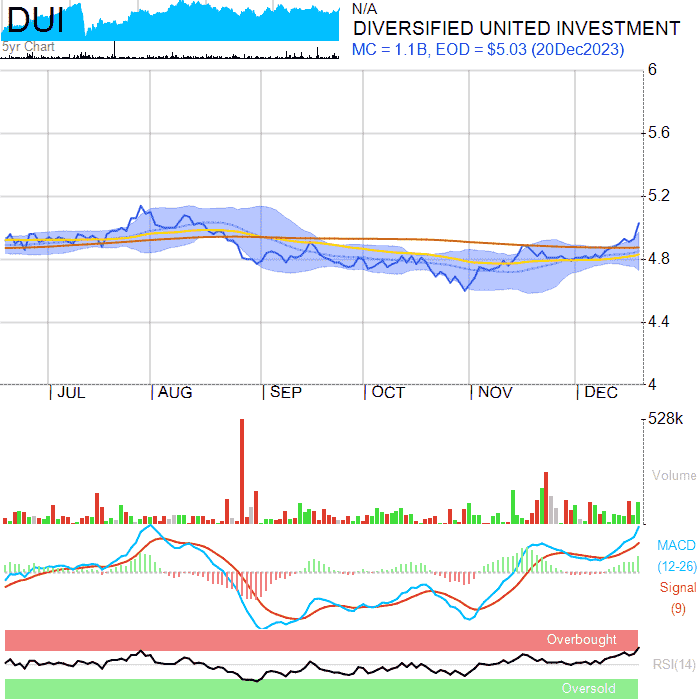 DUI
5yr Chart
N/A
DIVERSIFIED UNITED INVESTMENT
MC = 1.1B, EOD = $5.03 (20Dec2023)
6
5.6
5.2
4.8
4.4
4
JUL AUG SEP OCT NOV DEC
528k
Volume
MACD
(12-26)
Signal
(9)
Overbought
RSI(14)
Oversold